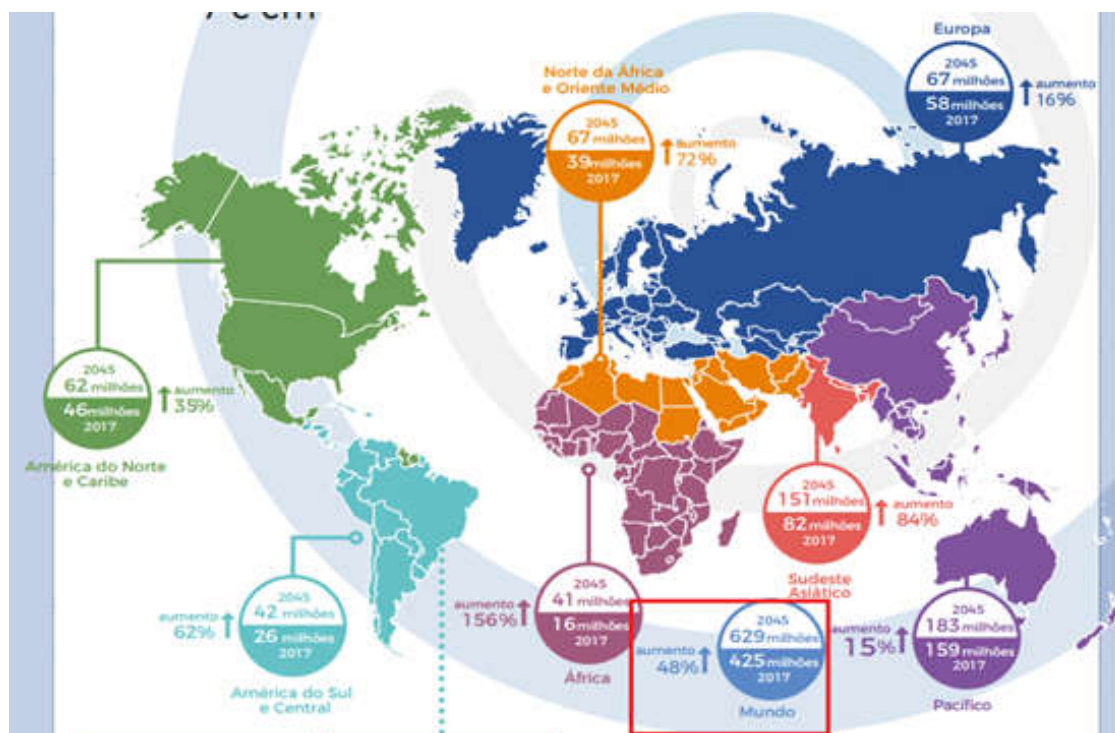 Europa
2045
67 milhões
58 milhões
2017
aumento
16%
Norte da África
e Oriente Médio
2045
67 milhões
39 milhões
2017
aumento
72%
2045
62 milhões
46 milhões
2017
aumento
35%
América do Norte
e Caribe
2045
151 milhões
82 milhões
2017
aumento
84%
Sudeste
Asiático
aumento
62%
2045
42 milhões
26 milhões
2017
América do Sul
e Central
aumento
156%
2045
41 milhões
16 milhões
2017
África
aumento
48%
2045
629 milhões
425 milhões
2017
Mundo
aumento
15%
2045
183 milhões
159 milhões
2017
Pacífico